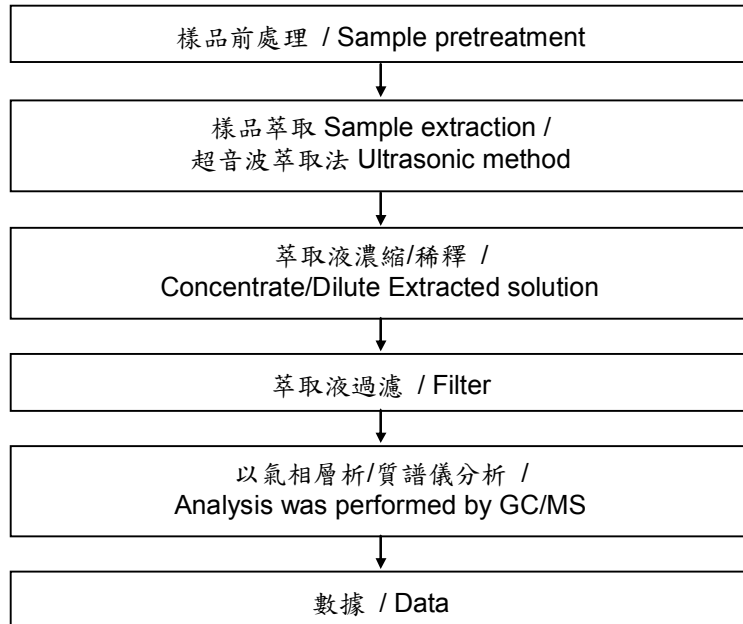 樣品前處理 / Sample pretreatment
樣品萃取 Sample extraction /
超音波萃取法 Ultrasonic method
萃取液濃縮/稀釋 /
Concentrate/Dilute Extracted solution
萃取液過濾 / Filter
以氣相層析/質譜儀分析 /
Analysis was performed by GC/MS
數據 / Data